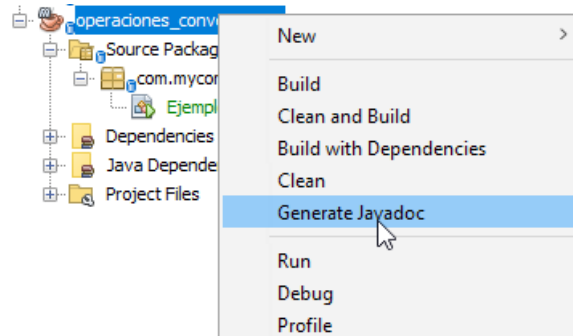 operaciones_conv
Source Packag
com.mycor
Ejempl
Dependencies
Java Depende
Project Files
New
Build
Clean and Build
Build with Dependencies
Clean
Generate Javadoc
Run
Debug
Profile